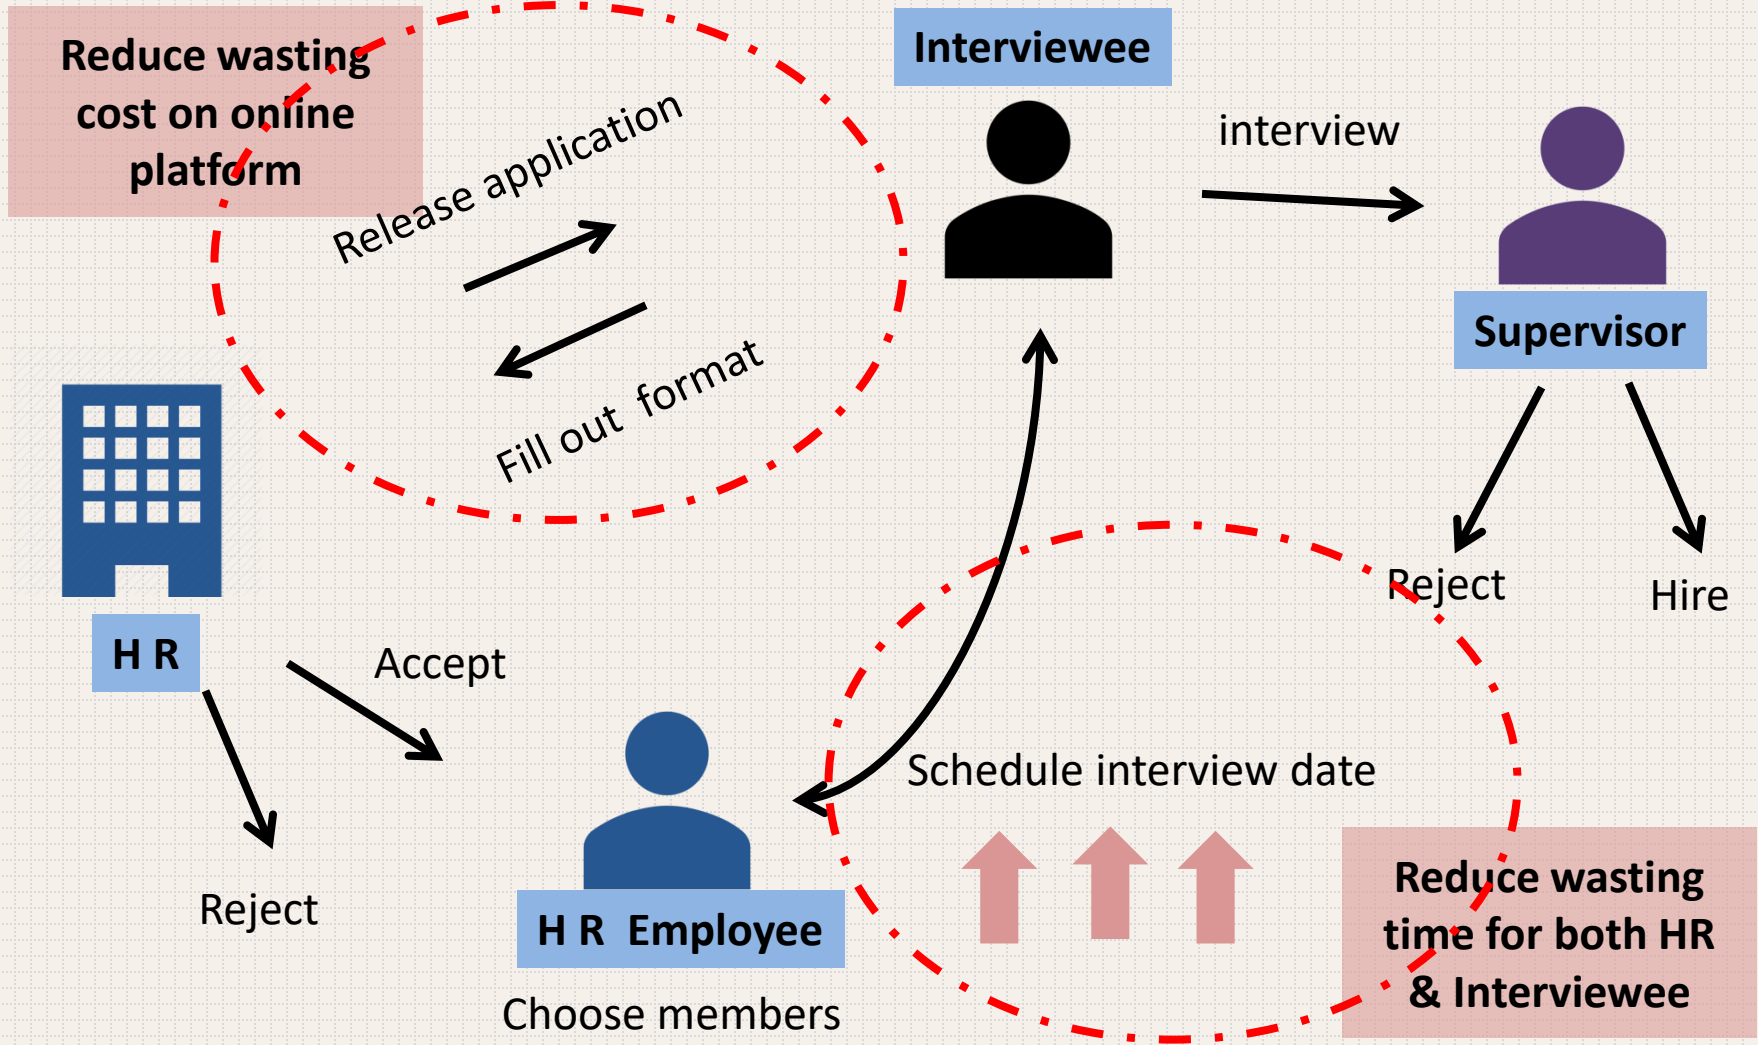 Reduce wasting
cost on online
platform
Release application
Fill out format
Interviewee
interview
Supervisor
Reject
Hire
H R
Accept
Reject
H R Employee
Choose members
Schedule interview date
Reduce wasting
time for both HR
& Interviewee